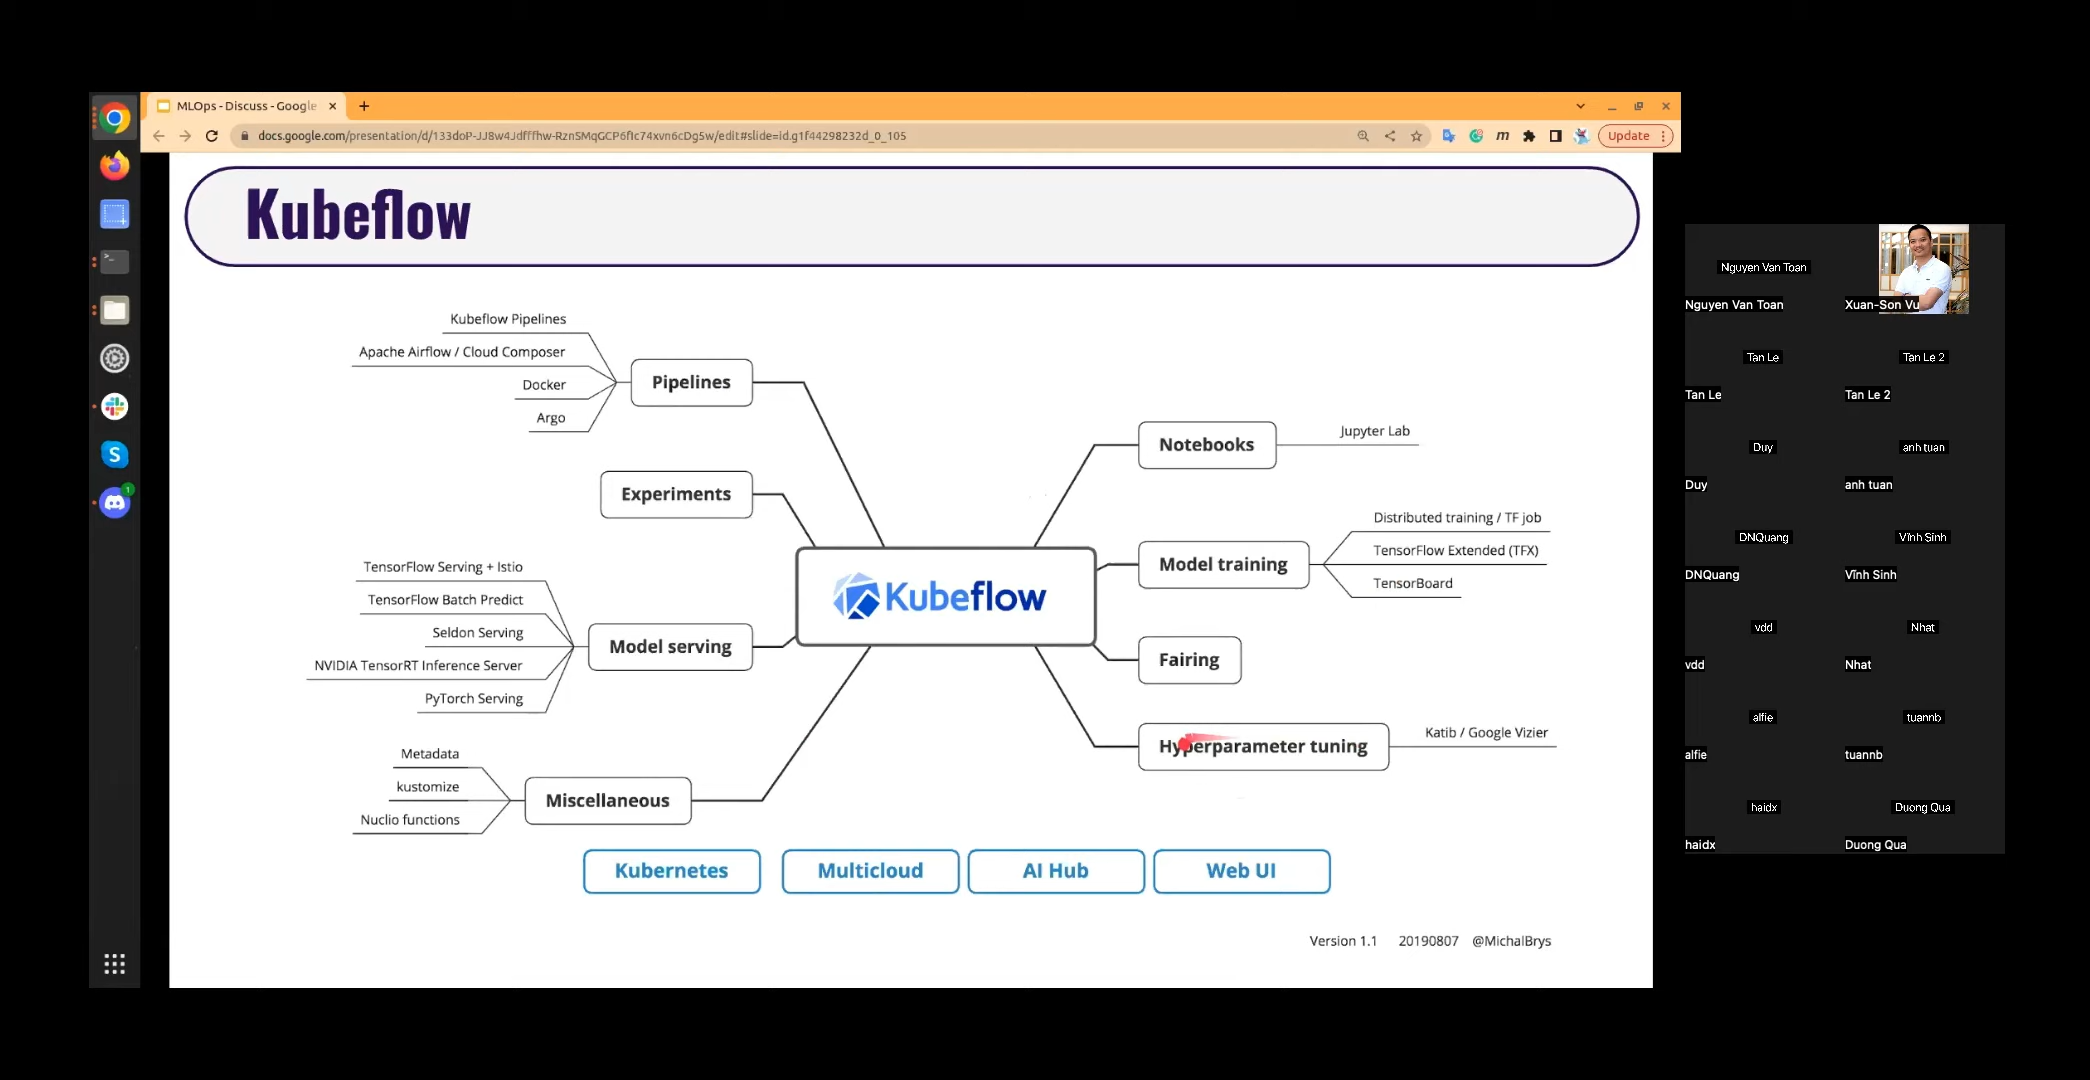 MLOps - Discuss - Google
docs.google.com/presentation/d/133doP-JJ8w4Jdfffhw-RznSMqGCP6fIc74xvn6cDg5w/edit#slide=id.g1f44298232d_0_105
m
Update
Kubeflow
Kubeflow Pipelines
Apache Airflow / Cloud Composer
Docker
Argo
Pipelines
Experiments
TensorFlow Serving + Istio
TensorFlow Batch Predict
Seldon Serving
NVIDIA TensorRT Inference Server
PyTorch Serving
Model serving
Metadata
kustomize
Nuclio functions
Miscellaneous
Kubeflow
Notebooks
Jupyter Lab
Model training
Distributed training / TF job
TensorFlow Extended (TFX)
TensorBoard
Fairing
Hyperparameter tuning
Katib / Google Vizier
Kubernetes
Multicloud
AI Hub
Web UI
Version 1.1 20190807 @MichalBrys
Nguyen Van Toan
Nguyen Van Toan
Xuan-Son Vu
Tan Le
Tan Le 2
Tan Le
Tan Le 2
Duy
anh tuan
Duy
anh tuan
DNQuang
Vĩnh Sinh
DNQuang
Vĩnh Sinh
vdd
Nhat
vdd
Nhat
alfie
tuannb
alfie
tuannb
haidx
Duong Qua
haidx
Duong Qua